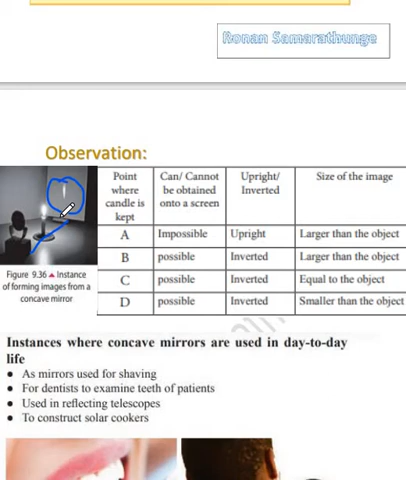 Ronan Samarathunge
Observation:
Point where candle is kept | Can/ Cannot be obtained onto a screen | Upright/ Inverted | Size of the image
A | Impossible | Upright | Larger than the object
B | possible | Inverted | Larger than the object
C | possible | Inverted | Equal to the object
D | possible | Inverted | Smaller than the object
Figure 9.36 ▲ Instance
of forming images from a
concave mirror
Instances where concave mirrors are used in day-to-day
life
● As mirrors used for shaving
● For dentists to examine teeth of patients
● Used in reflecting telescopes
● To construct solar cookers